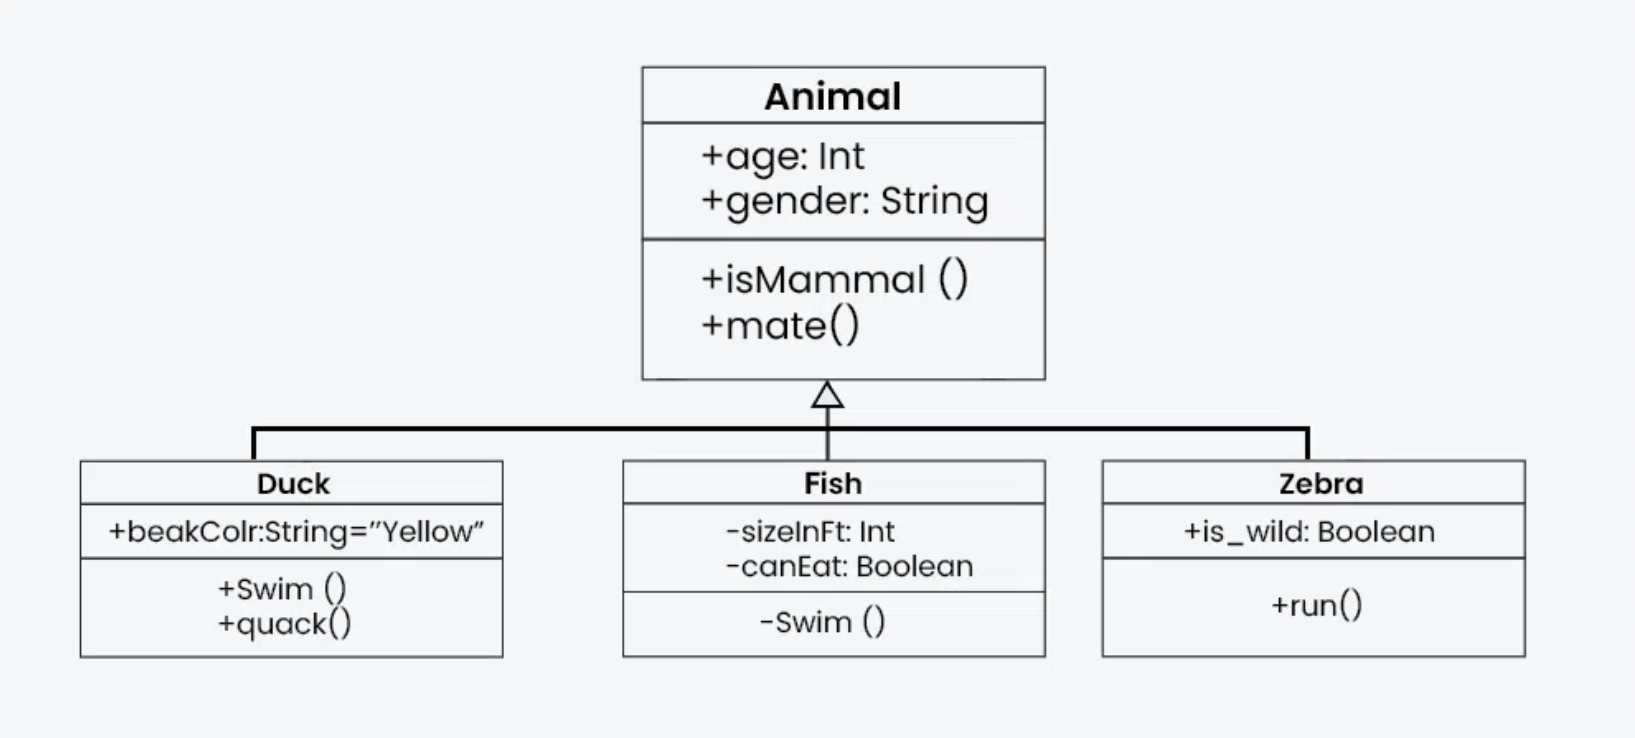 Animal
+age: Int
+gender: String
+isMammal ()
+mate()
Duck
+beakColr:String=”Yellow”
+Swim ()
+quack()
Fish
-sizeInFt: Int
-canEat: Boolean
-Swim ()
Zebra
+is_wild: Boolean
+run()